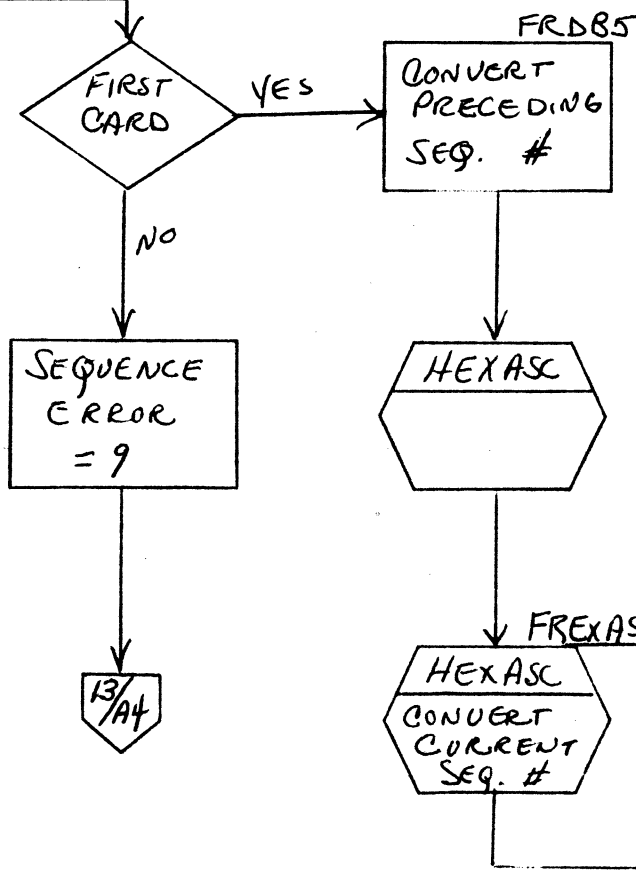 FIRST
CARD
YES
NO
FRDB5
CONVERT
PRECEDING
SEQ. #
SEQUENCE
ERROR
= 9
HEXASC
13/A4
FREXAS
HEXASC
CONVERT
CURRENT
SEQ. #